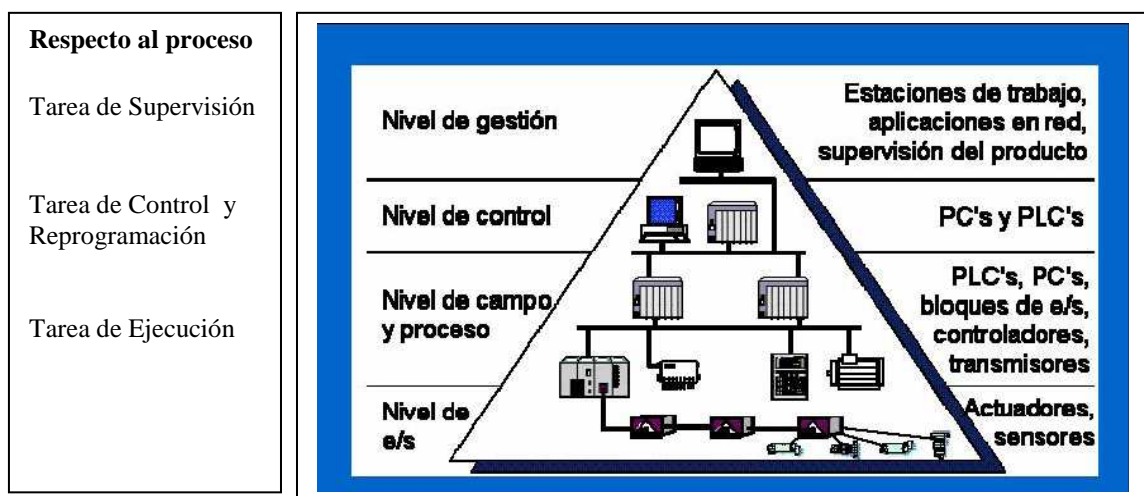 Respecto al proceso
Tarea de Supervisión
Tarea de Control y
Reprogramación
Tarea de Ejecución
Nivel de gestión
Estaciones de trabajo,
aplicaciones en red,
supervisión del producto
Nivel de control
PC's y PLC's
Nivel de campo
y proceso
PLC's, PC's,
bloques de e/s,
controladores,
transmisores
Nivel de
e/s
Actuadores,
sensores